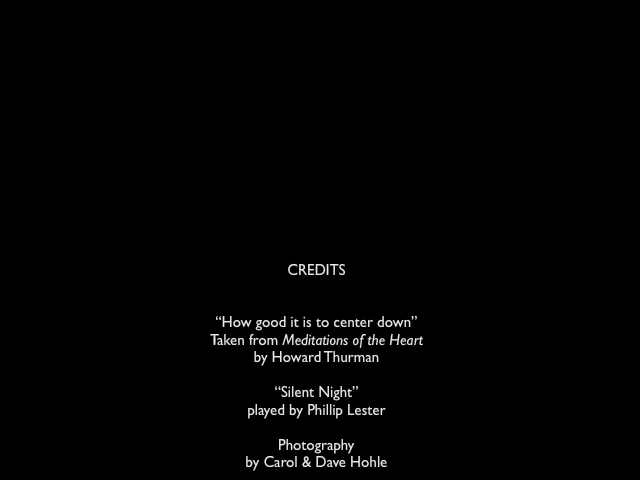 CREDITS
“How good it is to center down”
Taken from Meditations of the Heart
by Howard Thurman
“Silent Night”
played by Phillip Lester
Photography
by Carol & Dave Hohle